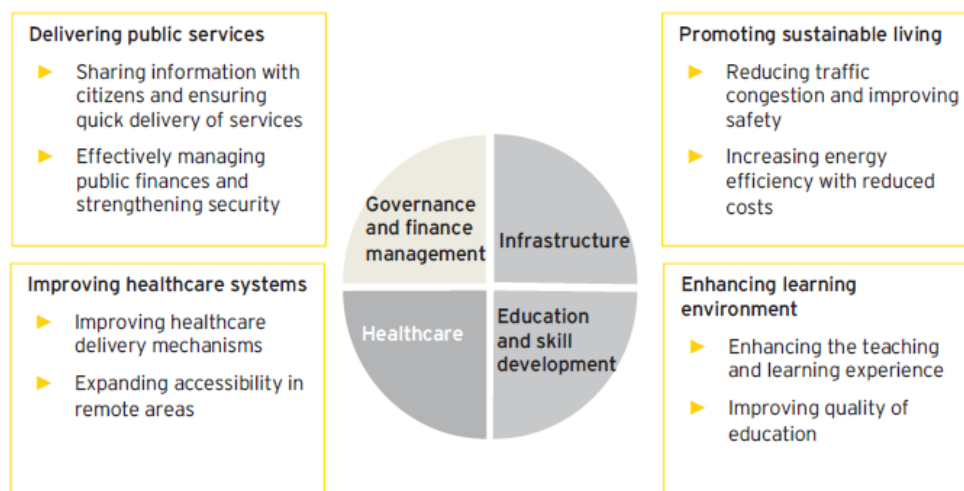 Delivering public services
► Sharing information with
citizens and ensuring
quick delivery of services
► Effectively managing
public finances and
strengthening security
Promoting sustainable living
► Reducing traffic
congestion and improving
safety
► Increasing energy
efficiency with reduced
costs
Governance
and finance
management
Infrastructure
Healthcare
Education
and skill
development
Improving healthcare systems
► Improving healthcare
delivery mechanisms
► Expanding accessibility in
remote areas
Enhancing learning
environment
► Enhancing the teaching
and learning experience
► Improving quality of
education